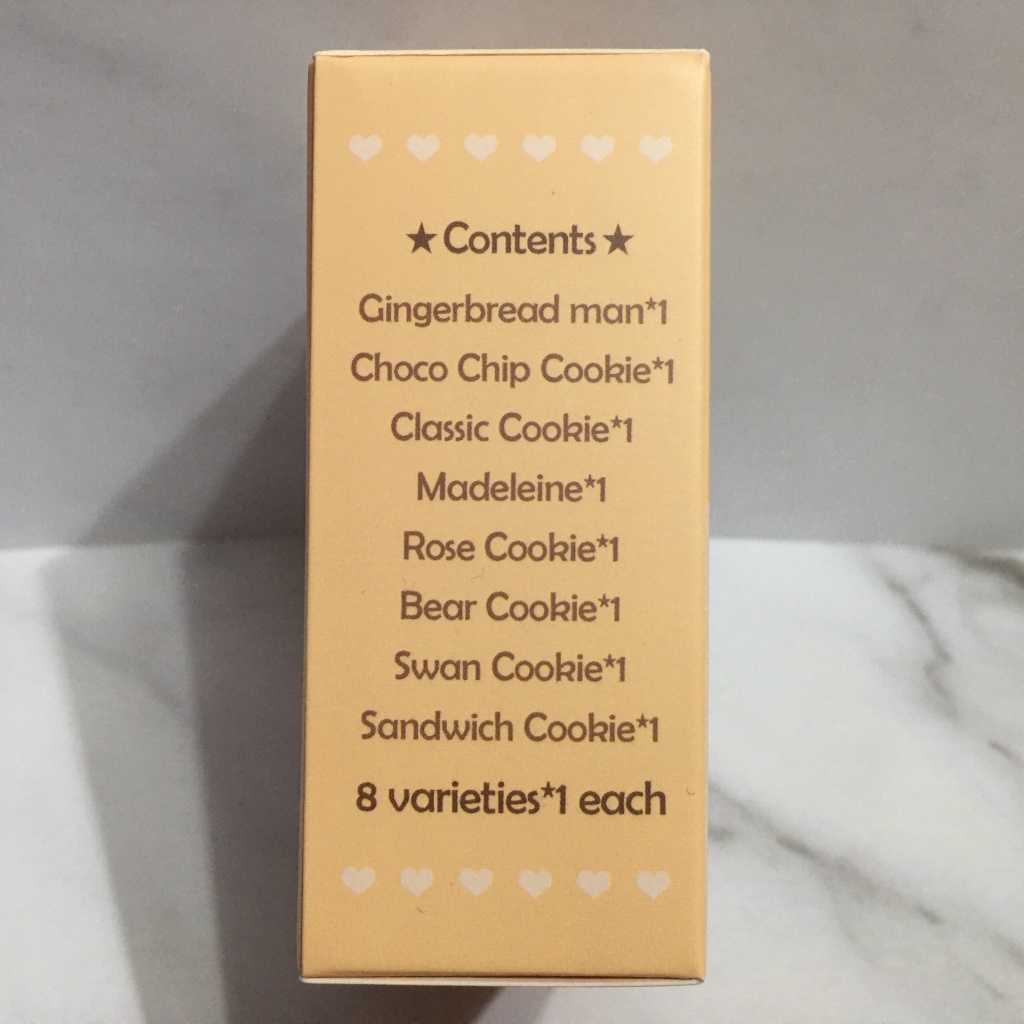 ★Contents★
Gingerbread man*1
Choco Chip Cookie*1
Classic Cookie*1
Madeleine*1
Rose Cookie*1
Bear Cookie*1
Swan Cookie*1
Sandwich Cookie*1
8 varieties*1 each